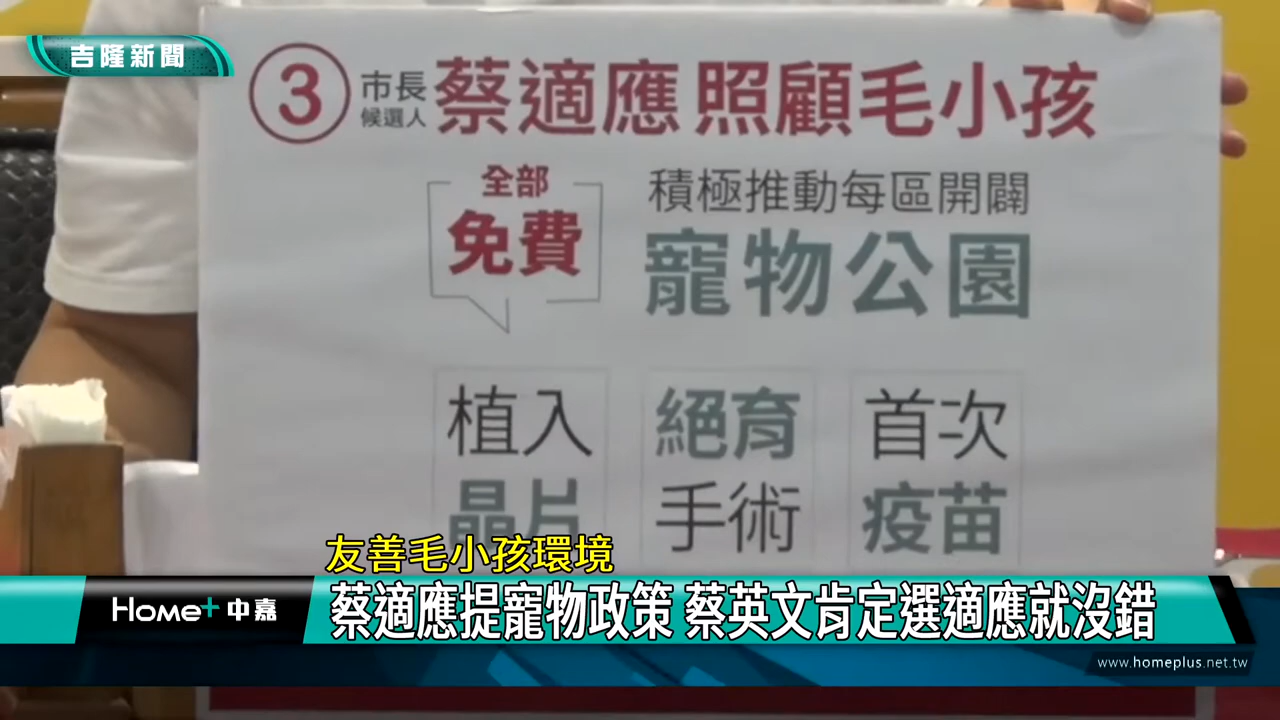 吉隆新聞
3 市長候選人 蔡適應 照顧毛小孩
全部
免費
積極推動每區開闢
寵物公園
植入
晶片
絕育
手術
首次
疫苗
友善毛小孩環境
Home+中嘉
蔡適應提寵物政策 蔡英文肯定選適應就沒錯
www.homeplus.net.tw